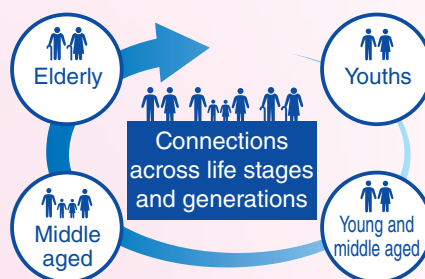 Elderly
Youths
Connections
across life stages
and generations
Middle
aged
Young and
middle aged